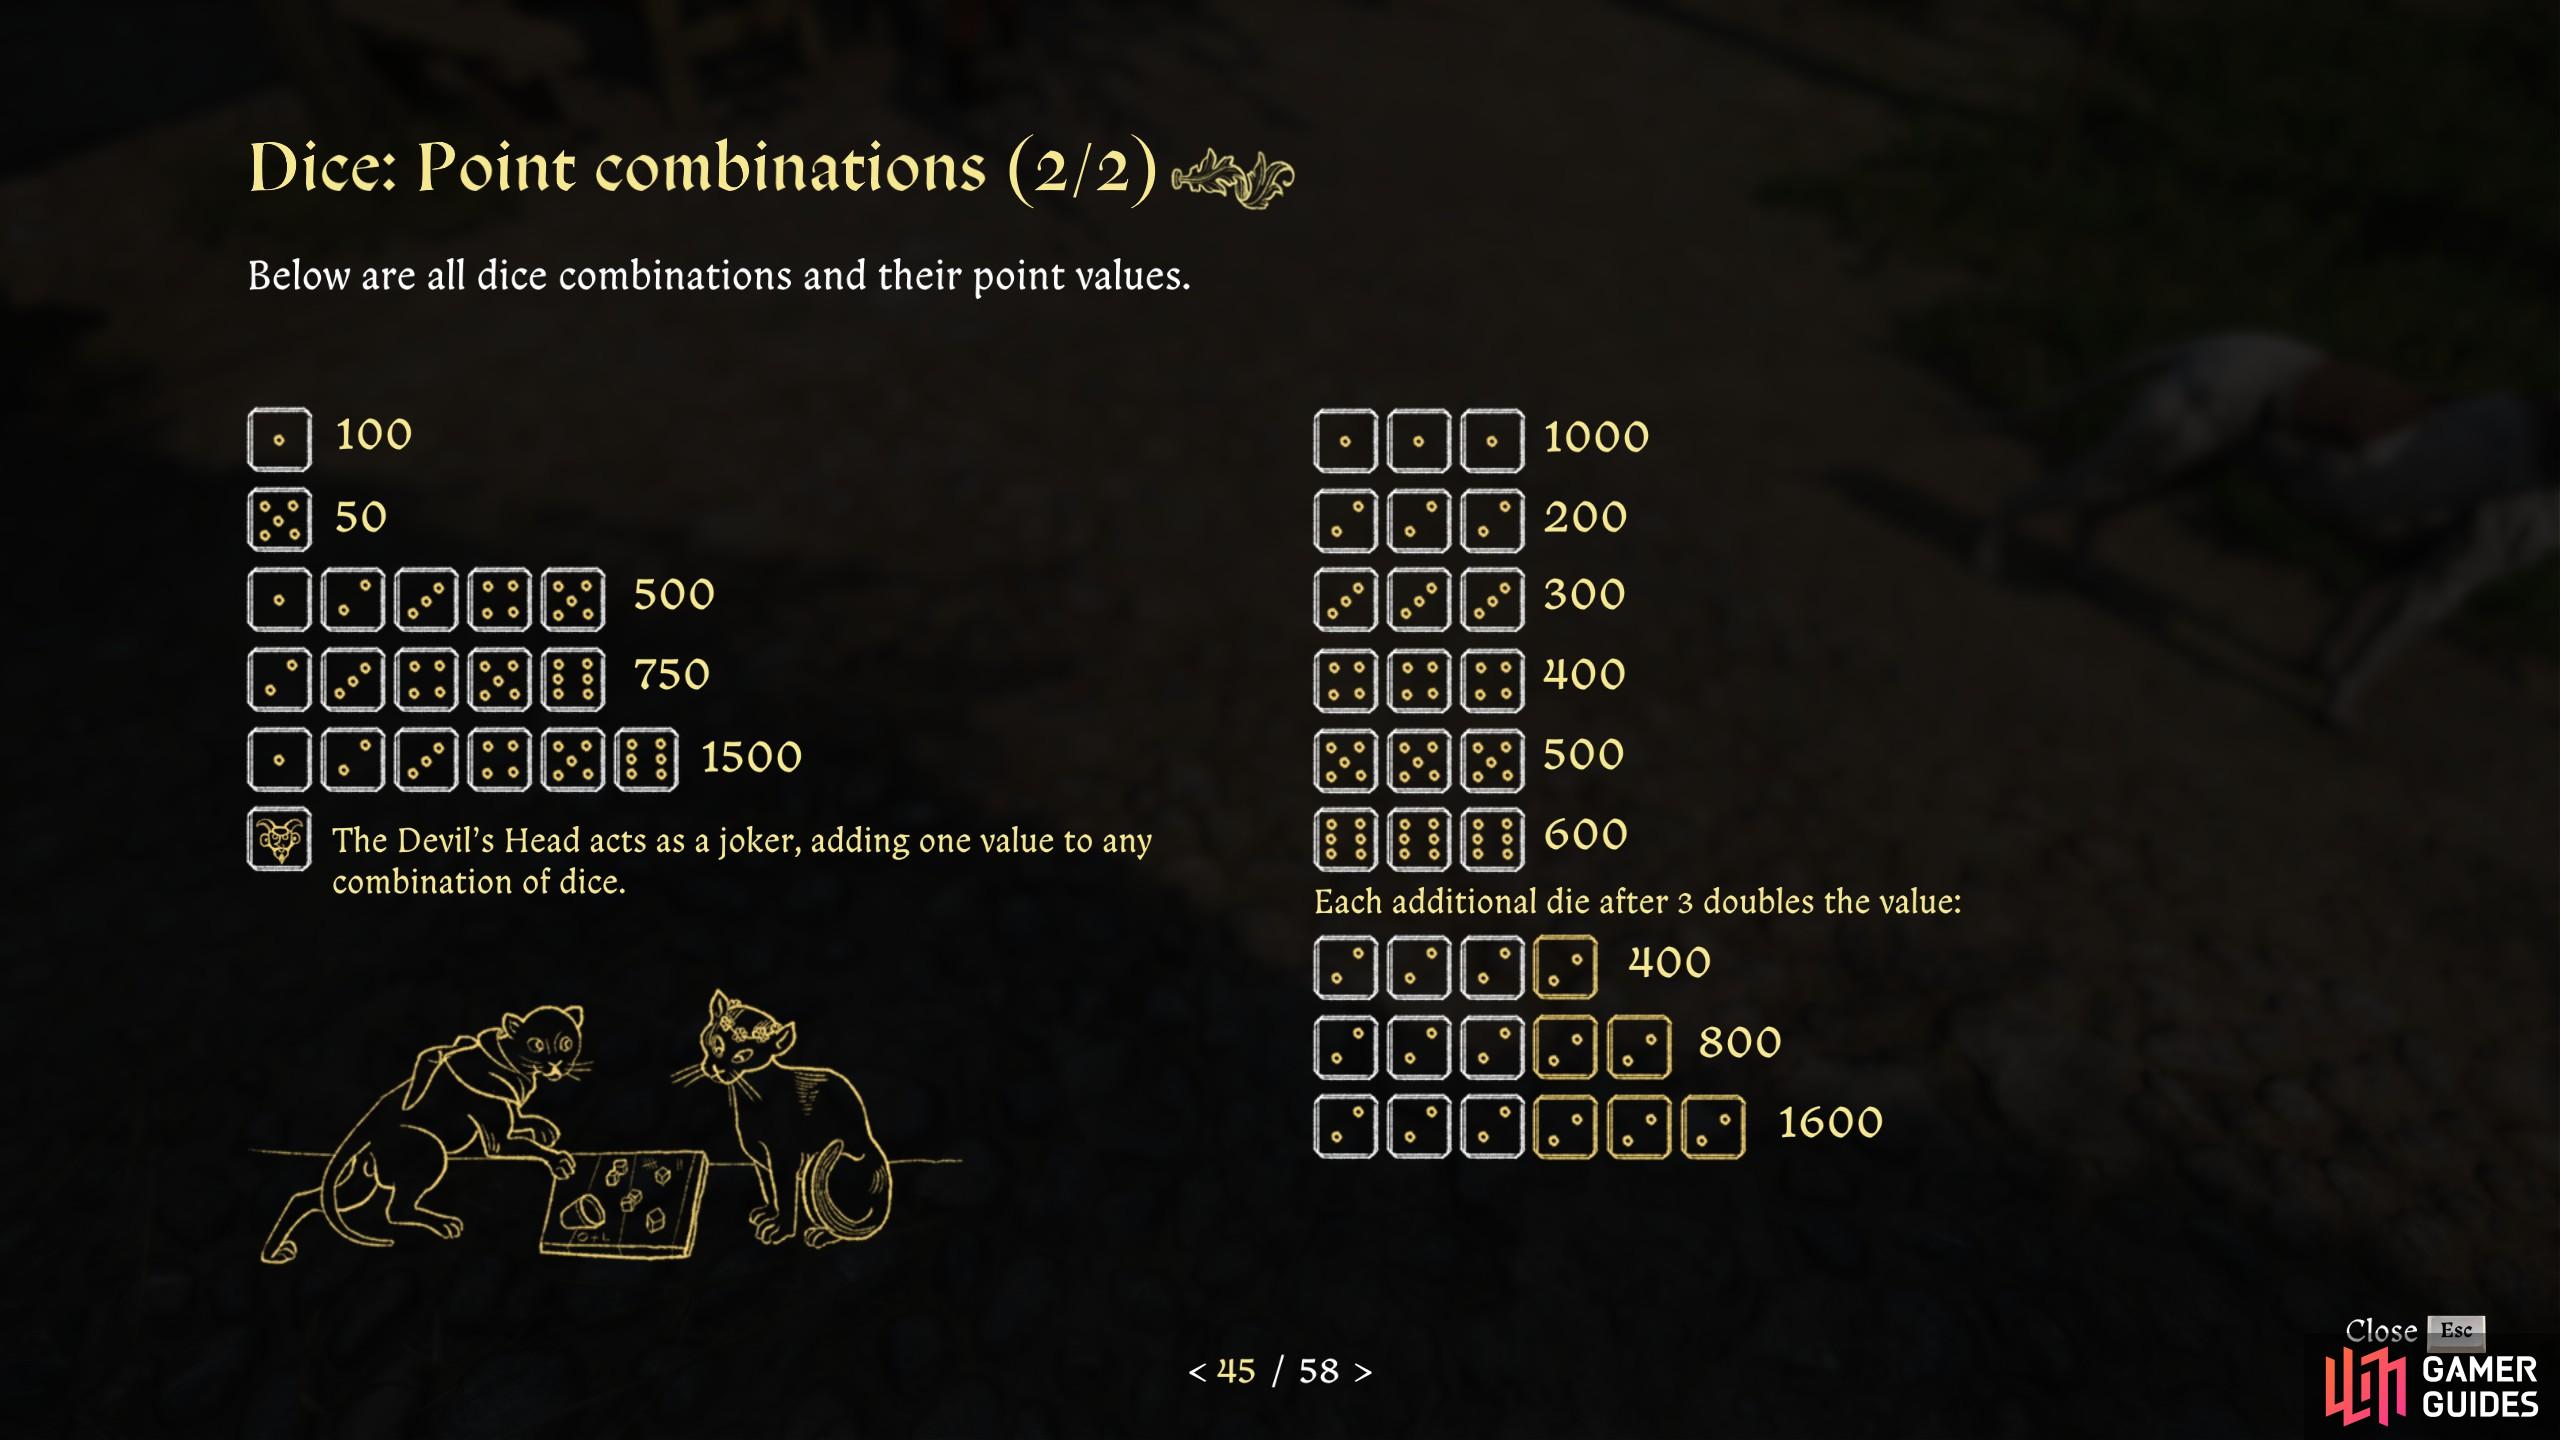 Dice: Point combinations (2/2)
Below are all dice combinations and their point values.
100
50
500
750
1500
The Devil's Head acts as a joker, adding one value to any
combination of dice.
1000
200
300
400
500
600
Each additional die after 3 doubles the value:
400
800
1600
< 45 / 58 >
Close Esc
GAMER
GUIDES